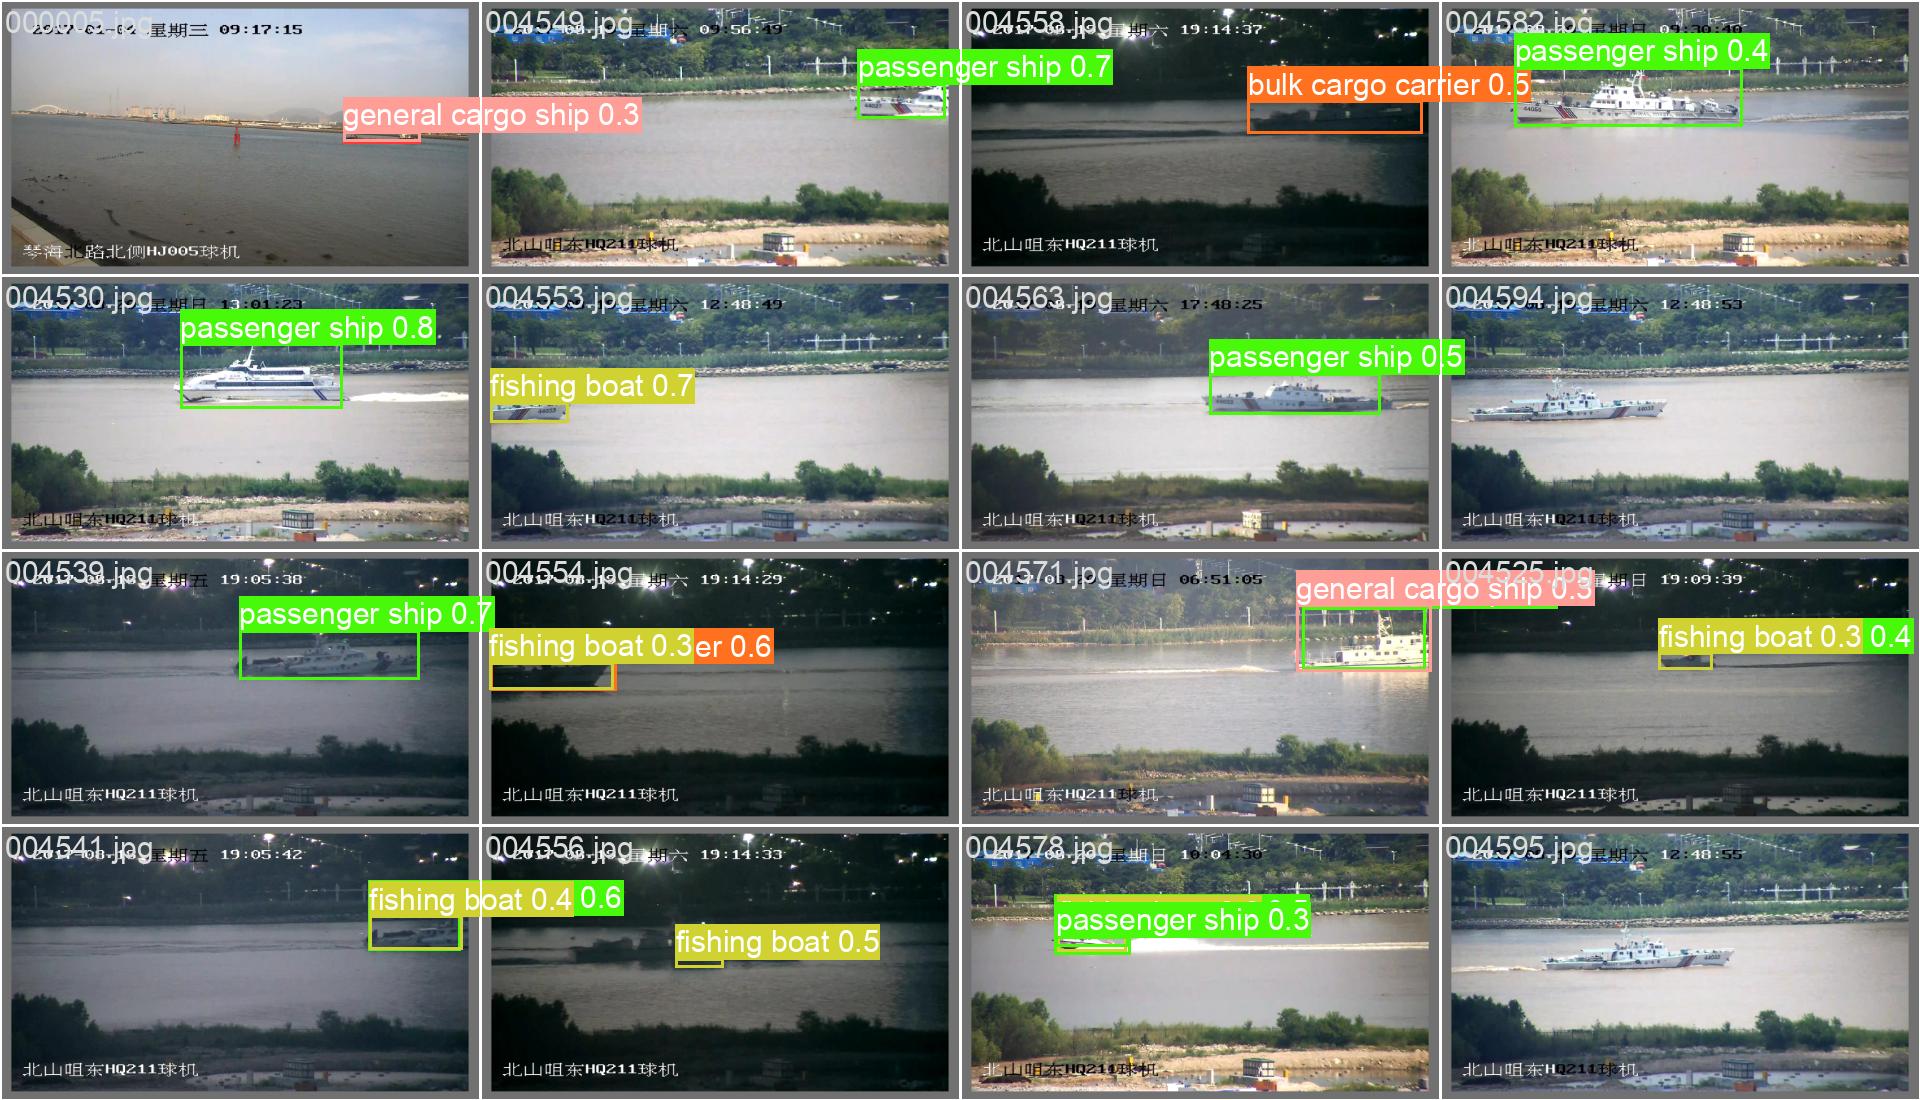 000005.jpg
星期三 09:17:15
general cargo ship 0.3
琴海北路北侧HJ005球机
004549.jpg
passenger ship 0.7
44027
北山咀东HQ211球机
004558.jpg
星期六 19:14:37
bulk cargo carrier 0.5
北山咀东HQ211球机
004582.jpg
passenger ship 0.4
北山咀东HQ211球机
004530.jpg
星期日 13:01:23
passenger ship 0.8
北山咀东HQ211球机
004553.jpg
星期六 12:48:49
fishing boat 0.7
44033
北山咀东HQ211球机
004563.jpg
星期六 17:48:25
passenger ship 0.5
北山咀东HQ211球机
004594.jpg
星期六 12:48:53
44033
北山咀东HQ211球机
004539.jpg
星期五 19:05:38
passenger ship 0.7
北山咀东HQ211球机
004554.jpg
星期六 19:14:29
fishing boat 0.3 er 0.6
北山咀东HQ211球机
004571.jpg
星期日 06:51:05
general cargo ship 0.3
北山咀东HQ211球机
004525.jpg
星期日 19:09:39
fishing boat 0.3 0.4
北山咀东HQ211球机
004541.jpg
星期五 19:05:42
fishing boat 0.4 0.6
北山咀东HQ211球机
004556.jpg
星期六 19:14:33
fishing boat 0.5
北山咀东HQ211球机
004578.jpg
星期日 10:04:30
passenger ship 0.3
北山咀东HQ211球机
004595.jpg
星期六 12:48:55
44033
北山咀东HQ211球机